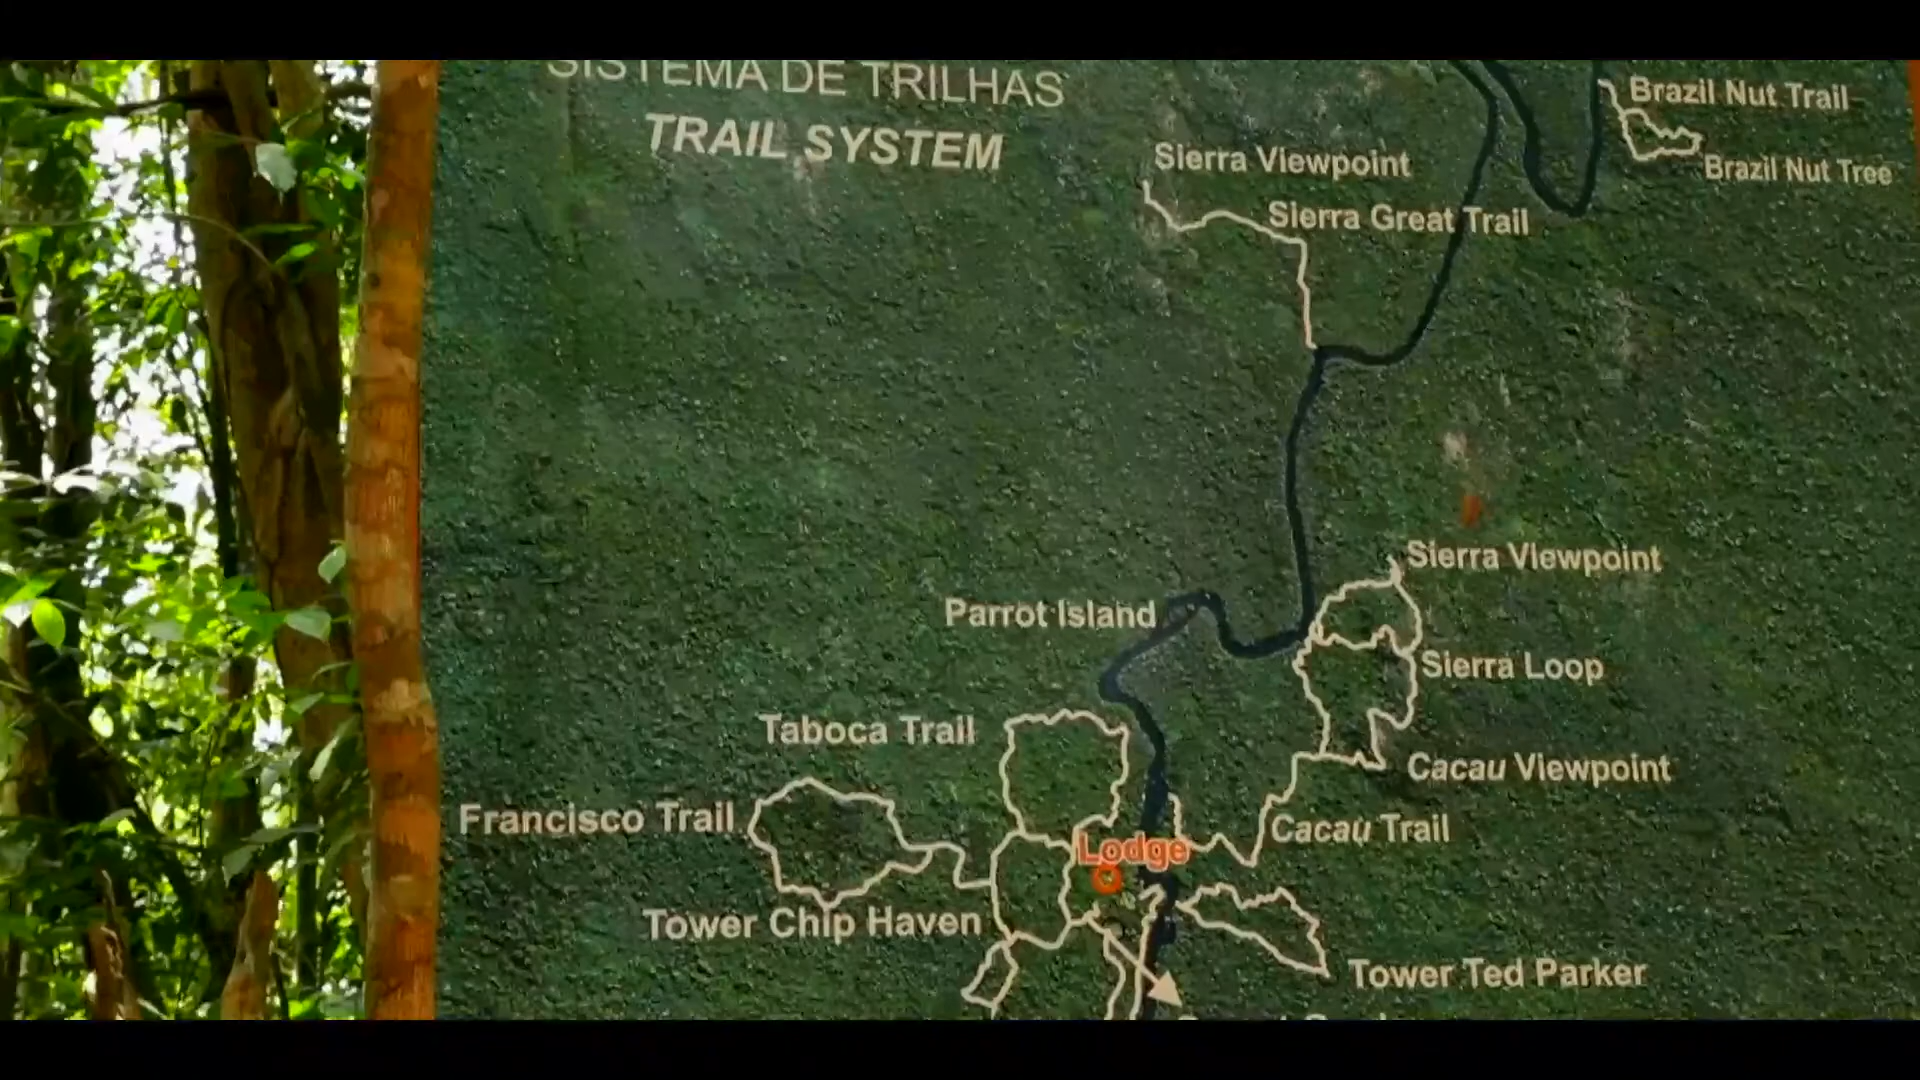 SISTEMA DE TRILHAS
TRAIL SYSTEM
Brazil Nut Trail
Brazil Nut Tree
Sierra Viewpoint
Sierra Great Trail
Sierra Viewpoint
Parrot Island
Sierra Loop
Taboca Trail
Cacau Viewpoint
Francisco Trail
Cacau Trail
Lodge
Tower Chip Haven
Tower Ted Parker